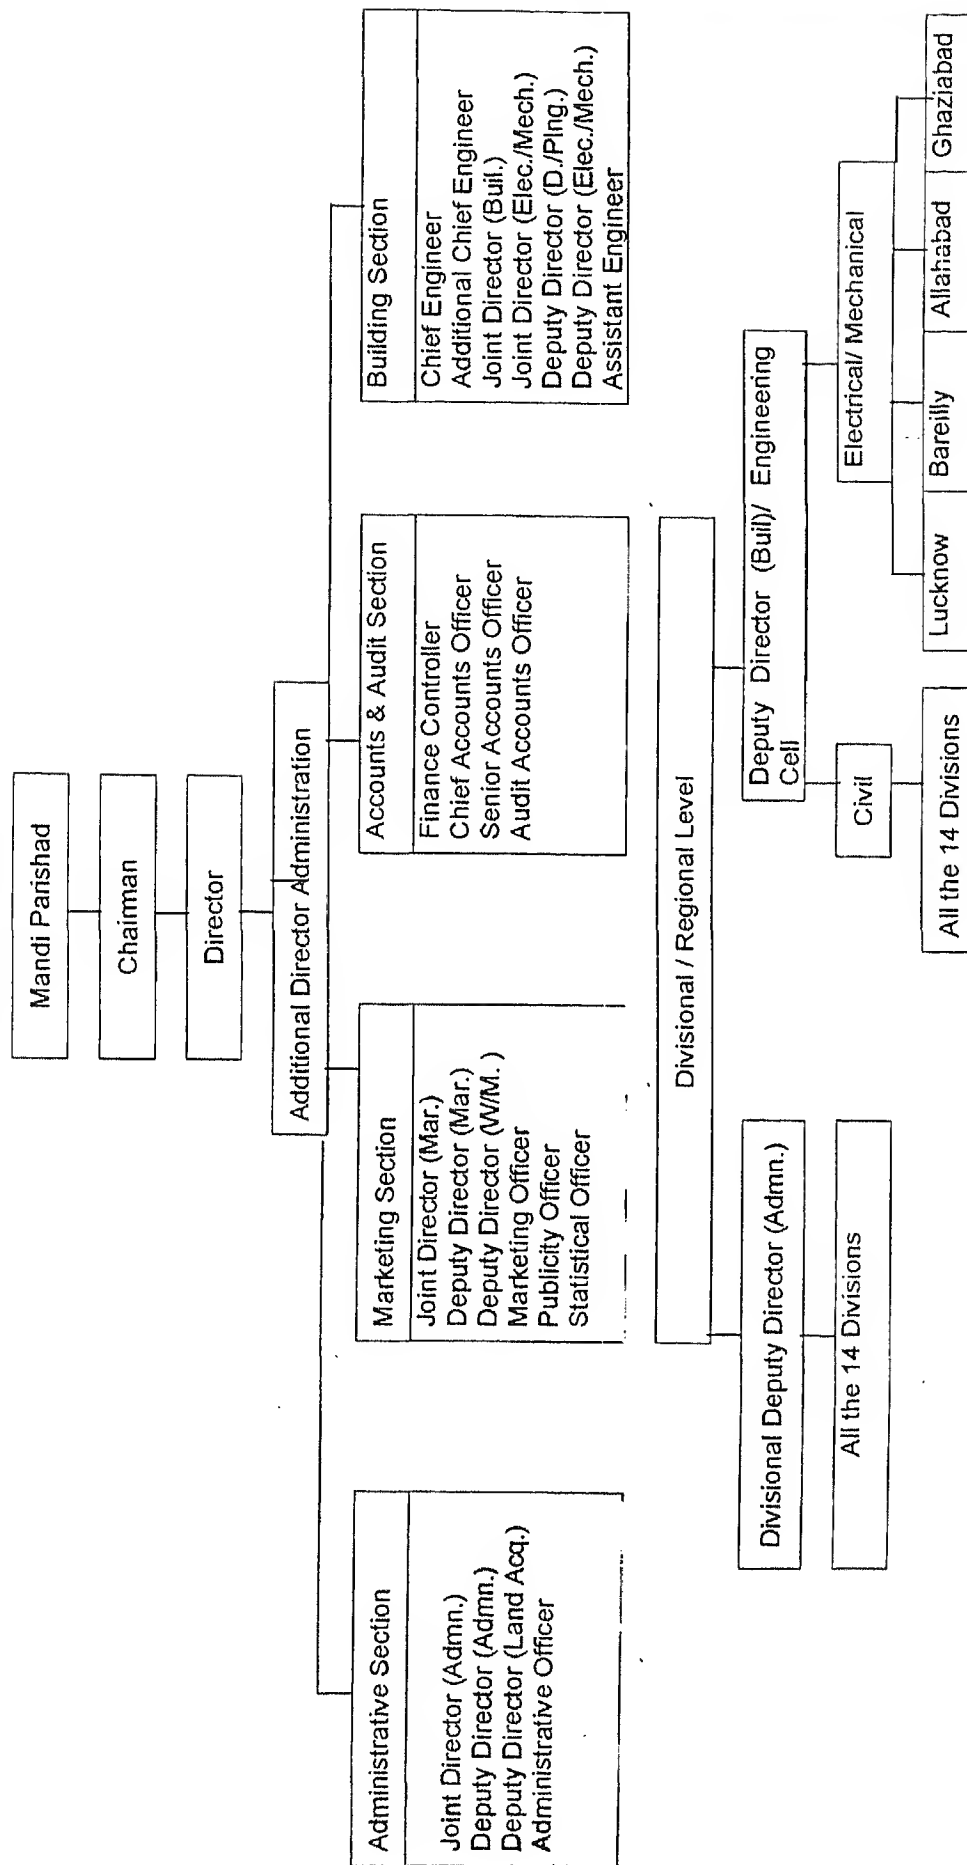 Mandi Parishad
Chairman
Director
Additional Director Administration
Administrative Section
Joint Director (Admn.)
Deputy Director (Admn.)
Deputy Director (Land Acq.)
Administrative Officer
Marketing Section
Joint Director (Mar.)
Deputy Director (Mar.)
Deputy Director (W/M. )
Marketing Officer
Publicity Officer
Statistical Officer
Accounts & Audit Section
Finance Controller
Chief Accounts Officer
Senior Accounts Officer
Audit Accounts Officer
Building Section
Chief Engineer
Additional Chief Engineer
Joint Director (Buil.)
Joint Director (Elec./Mech.)
Deputy Director (D./Plng.)
Deputy Director (Elec./Mech.)
Assistant Engineer
Divisional / Regional Level
Divisional Deputy Director (Admn.)
All the 14 Divisions
Deputy Director (Buil)/ Engineering
Cell
Civil
All the 14 Divisions
Electrical/ Mechanical
Lucknow
Bareilly
Allahabad
Ghaziabad